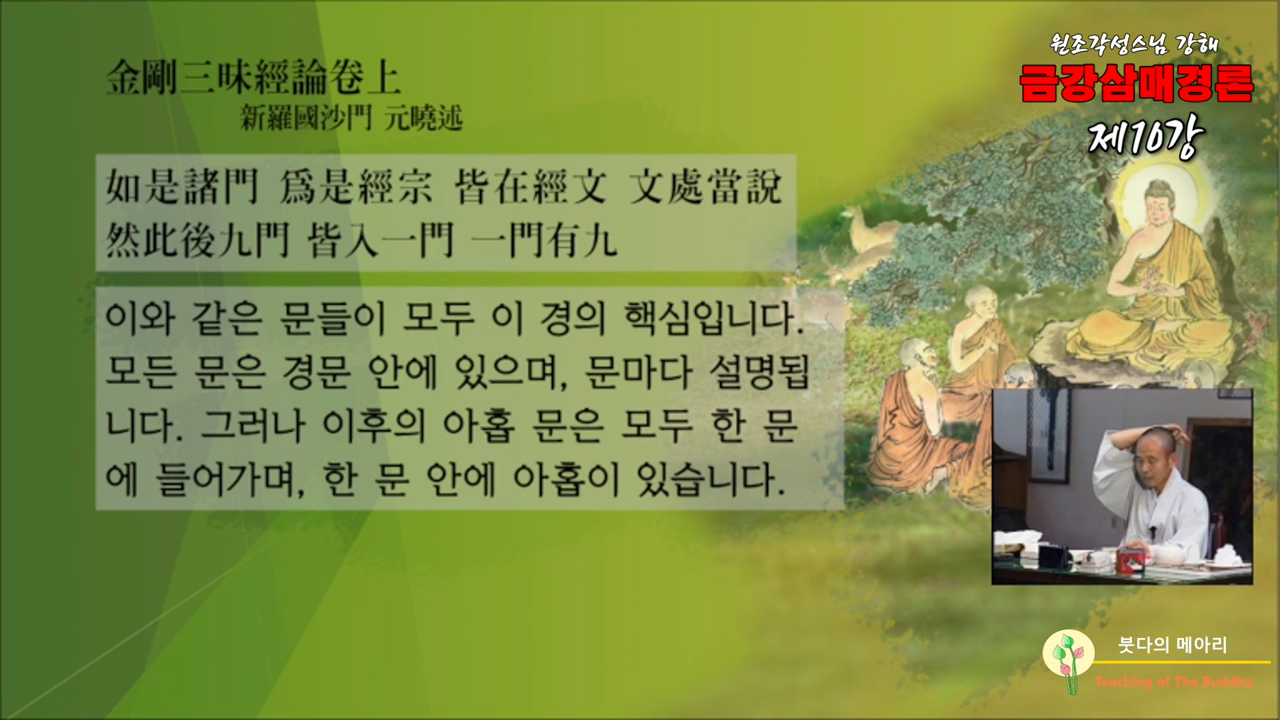 金剛三昧經論卷上
新羅國沙門 元曉述
如是諸門 爲是經宗 皆在經文 文處當說
然此後九門 皆入一門 一門有九
이와 같은 문들이 모두 이 경의 핵심입니다.
모든 문은 경문 안에 있으며, 문마다 설명됩
니다. 그러나 이후의 아홉 문은 모두 한 문
에 들어가며, 한 문 안에 아홉이 있습니다.
원조각성스님 강해
금강삼매경론
제10강
붓다의 메아리
Teaching of The Buddha